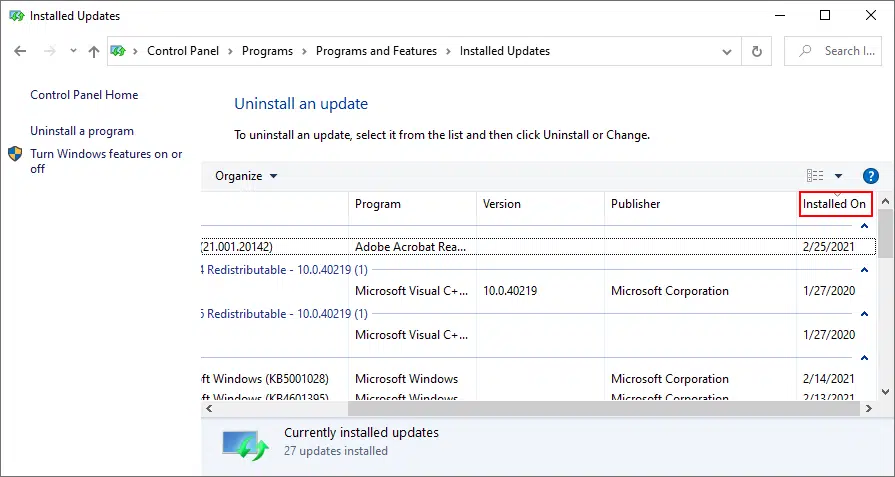 Installed Updates
Control Panel > Programs > Programs and Features > Installed Updates
Search I...
Control Panel Home
Uninstall a program
Turn Windows features on or
off
Uninstall an update
To uninstall an update, select it from the list and then click Uninstall or Change.
Organize
Program Version Publisher Installed On
(21.001.20142) Adobe Acrobat Rea... 2/25/2021
4 Redistributable - 10.0.40219 (1)
Microsoft Visual C+... 10.0.40219 Microsoft Corporation 1/27/2020
6 Redistributable - 10.0.40219 (1)
Microsoft Visual C+... 1/27/2020
ft Windows (KB5001028) Microsoft Windows Microsoft Corporation 2/14/2021
ft Windows (KB4601395) Microsoft Windows Microsoft Corporation 2/13/2021
Currently installed updates
27 updates installed